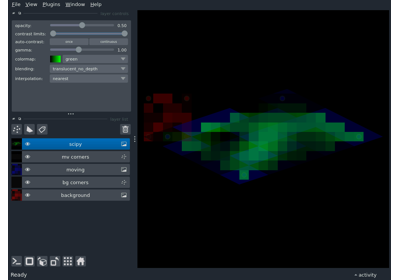 File View Plugins Window Help
layer controls
opacity: 0.50
contrast limits:
auto-contrast: once continuous
gamma: 1.00
colormap: green
blending: translucent_no_depth
interpolation: nearest
layer list
scipy
mv corners
moving
bg corners
background
Ready
activity